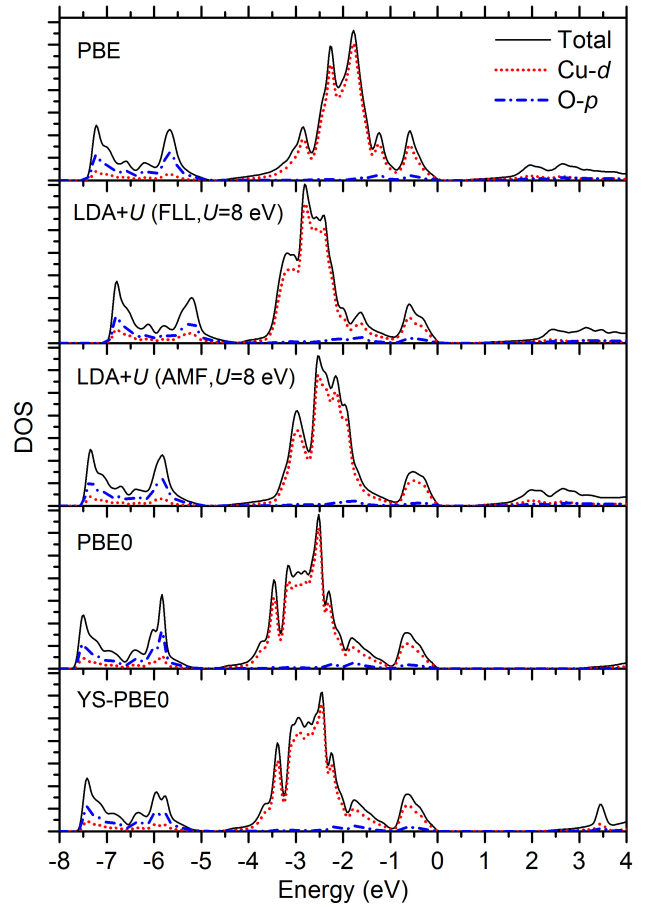 PBE
Total
Cu-d
O-p
LDA+U (FLL,U=8 eV)
LDA+U (AMF,U=8 eV)
DOS
PBE0
YS-PBE0
-8 -7 -6 -5 -4 -3 -2 -1 0 1 2 3 4
Energy (eV)